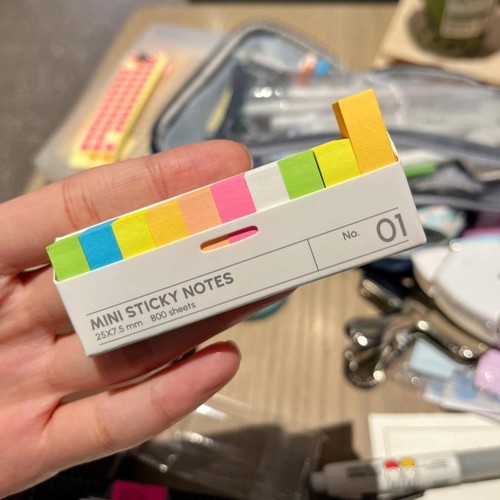 MINI STICKY NOTES
25X7.5 mm 800 sheets
No. 01